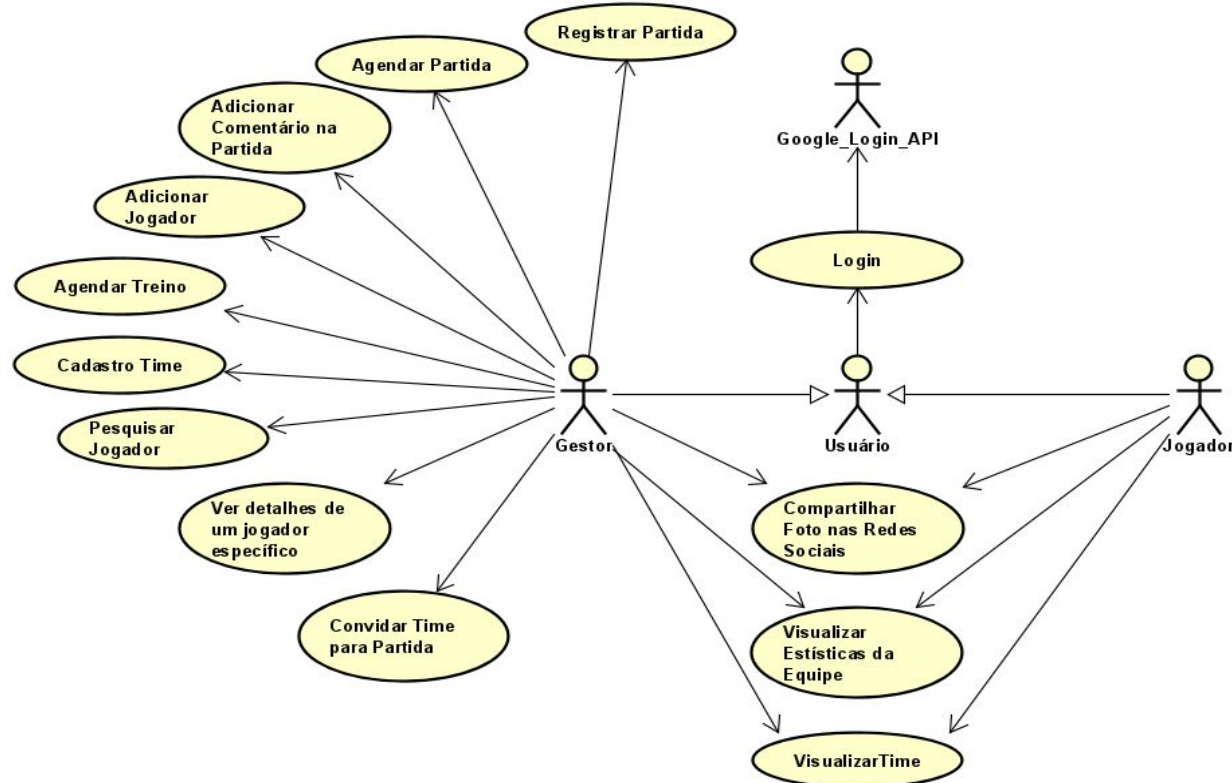 Registrar Partida
Agendar Partida
Adicionar
Comentário na
Partida
Google_Login_API
Adicionar
Jogador
Login
Agendar Treino
Cadastro Time
Pesquisar
Jogador
Gestor
Usuário
Jogador
Ver detalhes de
um jogador
específico
Compartilhar
Foto nas Redes
Sociais
Convidar Time
para Partida
Visualizar
Estísticas da
Equipe
VisualizarTime